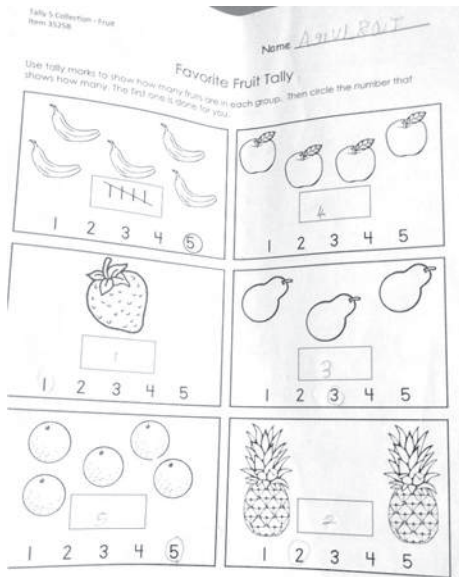 Tally 5 Collection - Fruit
Item 35258
Name
Favorite Fruit Tally
Use tally marks to show how many fruits are in each group. Then circle the number that
shows how many. The first one is done for you.
1 2 3 4 5
4
1 2 3 4 5
1
1 2 3 4 5
3
1 2 3 4 5
5
1 2 3 4 5
2
1 2 3 4 5